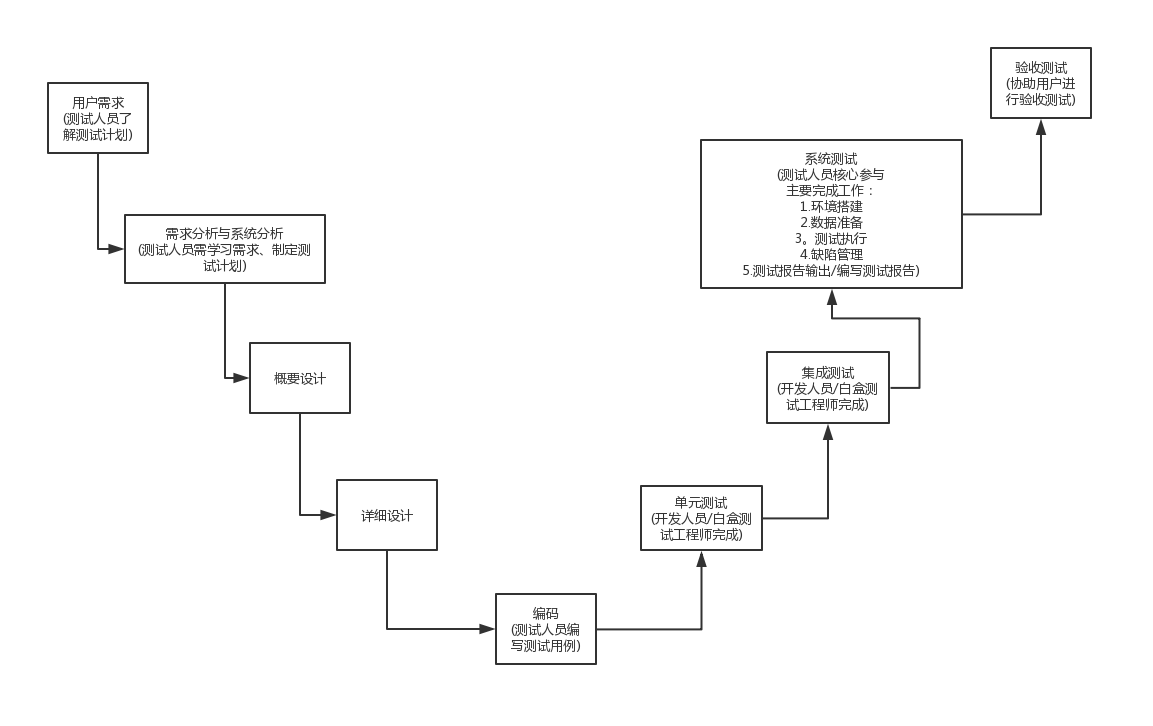 用户需求
(测试人员了
解测试计划)
需求分析与系统分析
(测试人员需学习需求、制定测
试计划)
概要设计
详细设计
编码
(测试人员编
写测试用例)
单元测试
(开发人员/白盒测
试工程师完成)
集成测试
(开发人员/白盒测
试工程师完成)
系统测试
(测试人员核心参与
主要完成工作：
1.环境搭建
2.数据准备
3。测试执行
4.缺陷管理
5.测试报告输出/编写测试报告)
验收测试
(协助用户进
行验收测试)